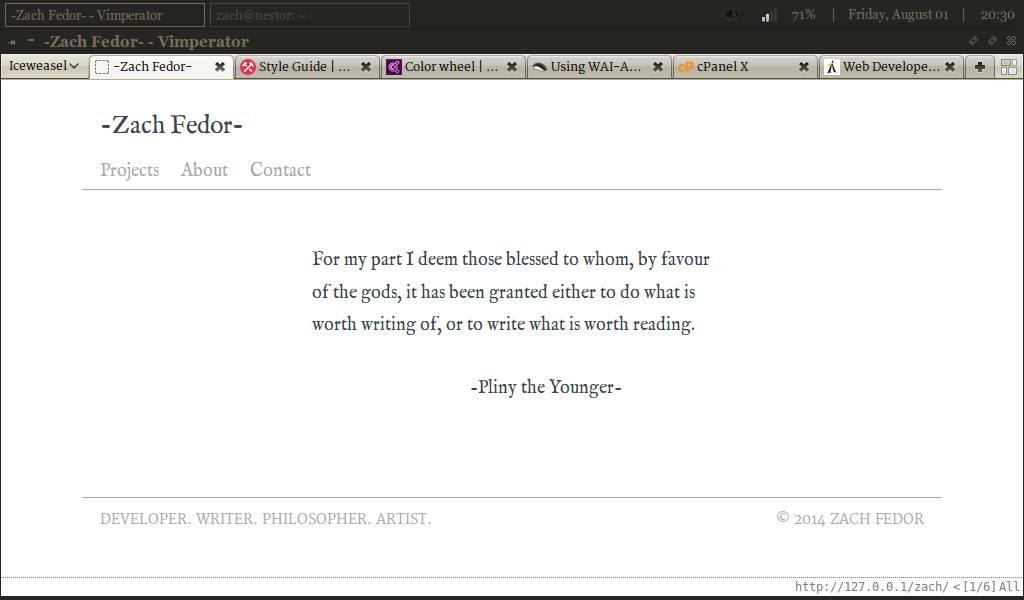 -Zach Fedor- - Vimperator
zach@nestor: ~
71% | Friday, August 01 | 20:30
-Zach Fedor- - Vimperator
Iceweasel
-Zach Fedor-
Style Guide | ...
Color wheel | ...
Using WAI-A...
cP cPanel X
Web Develope...
-Zach Fedor-
Projects About Contact
For my part I deem those blessed to whom, by favour
of the gods, it has been granted either to do what is
worth writing of, or to write what is worth reading.
-Pliny the Younger-
DEVELOPER. WRITER. PHILOSOPHER. ARTIST.
© 2014 ZACH FEDOR
http://127.0.0.1/zach/ <[1/6] All